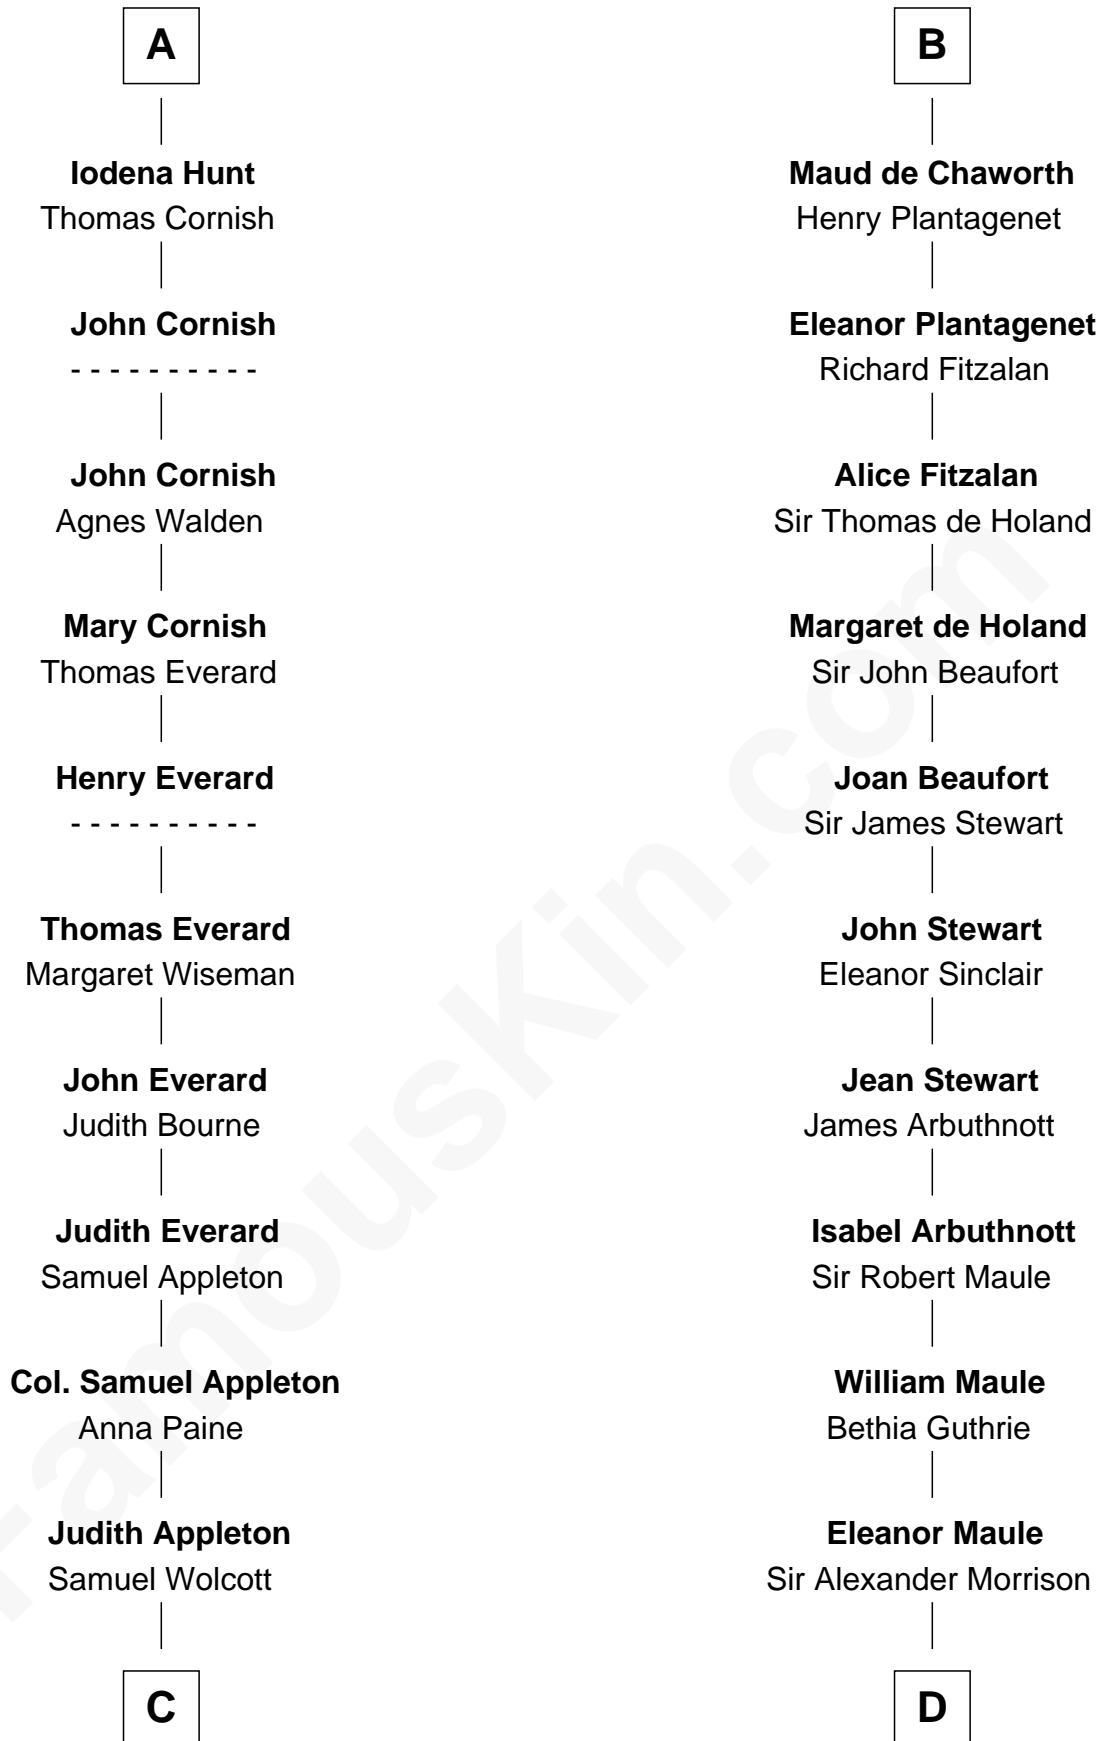 A
Iodena Hunt
Thomas Cornish
John Cornish
- - - - - - - - - -
John Cornish
Agnes Walden
Mary Cornish
Thomas Everard
Henry Everard
- - - - - - - - - -
Thomas Everard
Margaret Wiseman
John Everard
Judith Bourne
Judith Everard
Samuel Appleton
Col. Samuel Appleton
Anna Paine
Judith Appleton
Samuel Wolcott
C
B
Maud de Chaworth
Henry Plantagenet
Eleanor Plantagenet
Richard Fitzalan
Alice Fitzalan
Sir Thomas de Holand
Margaret de Holand
Sir John Beaufort
Joan Beaufort
Sir James Stewart
John Stewart
Eleanor Sinclair
Jean Stewart
James Arbuthnott
Isabel Arbuthnott
Sir Robert Maule
William Maule
Bethia Guthrie
Eleanor Maule
Sir Alexander Morrison
D
FamousKin.com